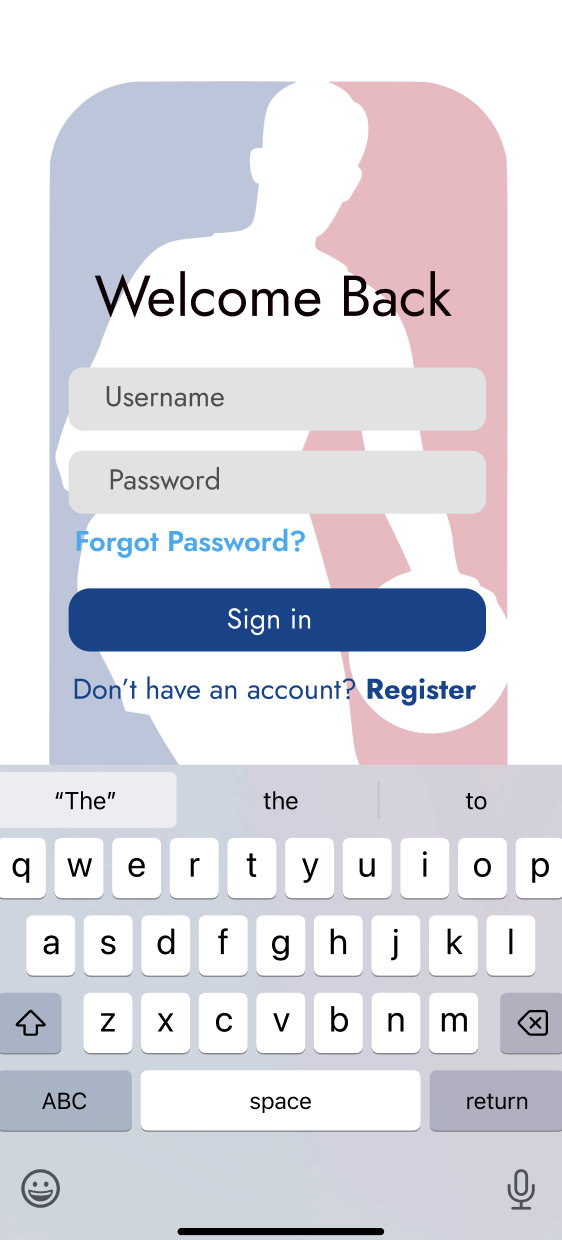 Welcome Back
Username
Password
Forgot Password?
Sign in
Don’t have an account? Register
“The” the to
q w e r t y u i o p
a s d f g h j k l
z x c v b n m
ABC space return